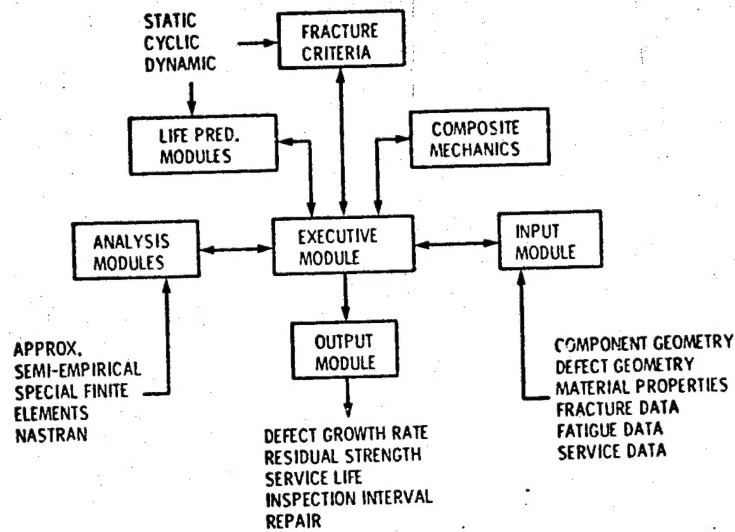 STATIC
CYCLIC
DYNAMIC
FRACTURE
CRITERIA
LIFE PRED.
MODULES
COMPOSITE
MECHANICS
ANALYSIS
MODULES
EXECUTIVE
MODULE
INPUT
MODULE
OUTPUT
MODULE
APPROX.
SEMI-EMPIRICAL
SPECIAL FINITE
ELEMENTS
NASTRAN
COMPONENT GEOMETRY
DEFECT GEOMETRY
MATERIAL PROPERTIES
FRACTURE DATA
FATIGUE DATA
SERVICE DATA
DEFECT GROWTH RATE
RESIDUAL STRENGTH
SERVICE LIFE
INSPECTION INTERVAL
REPAIR